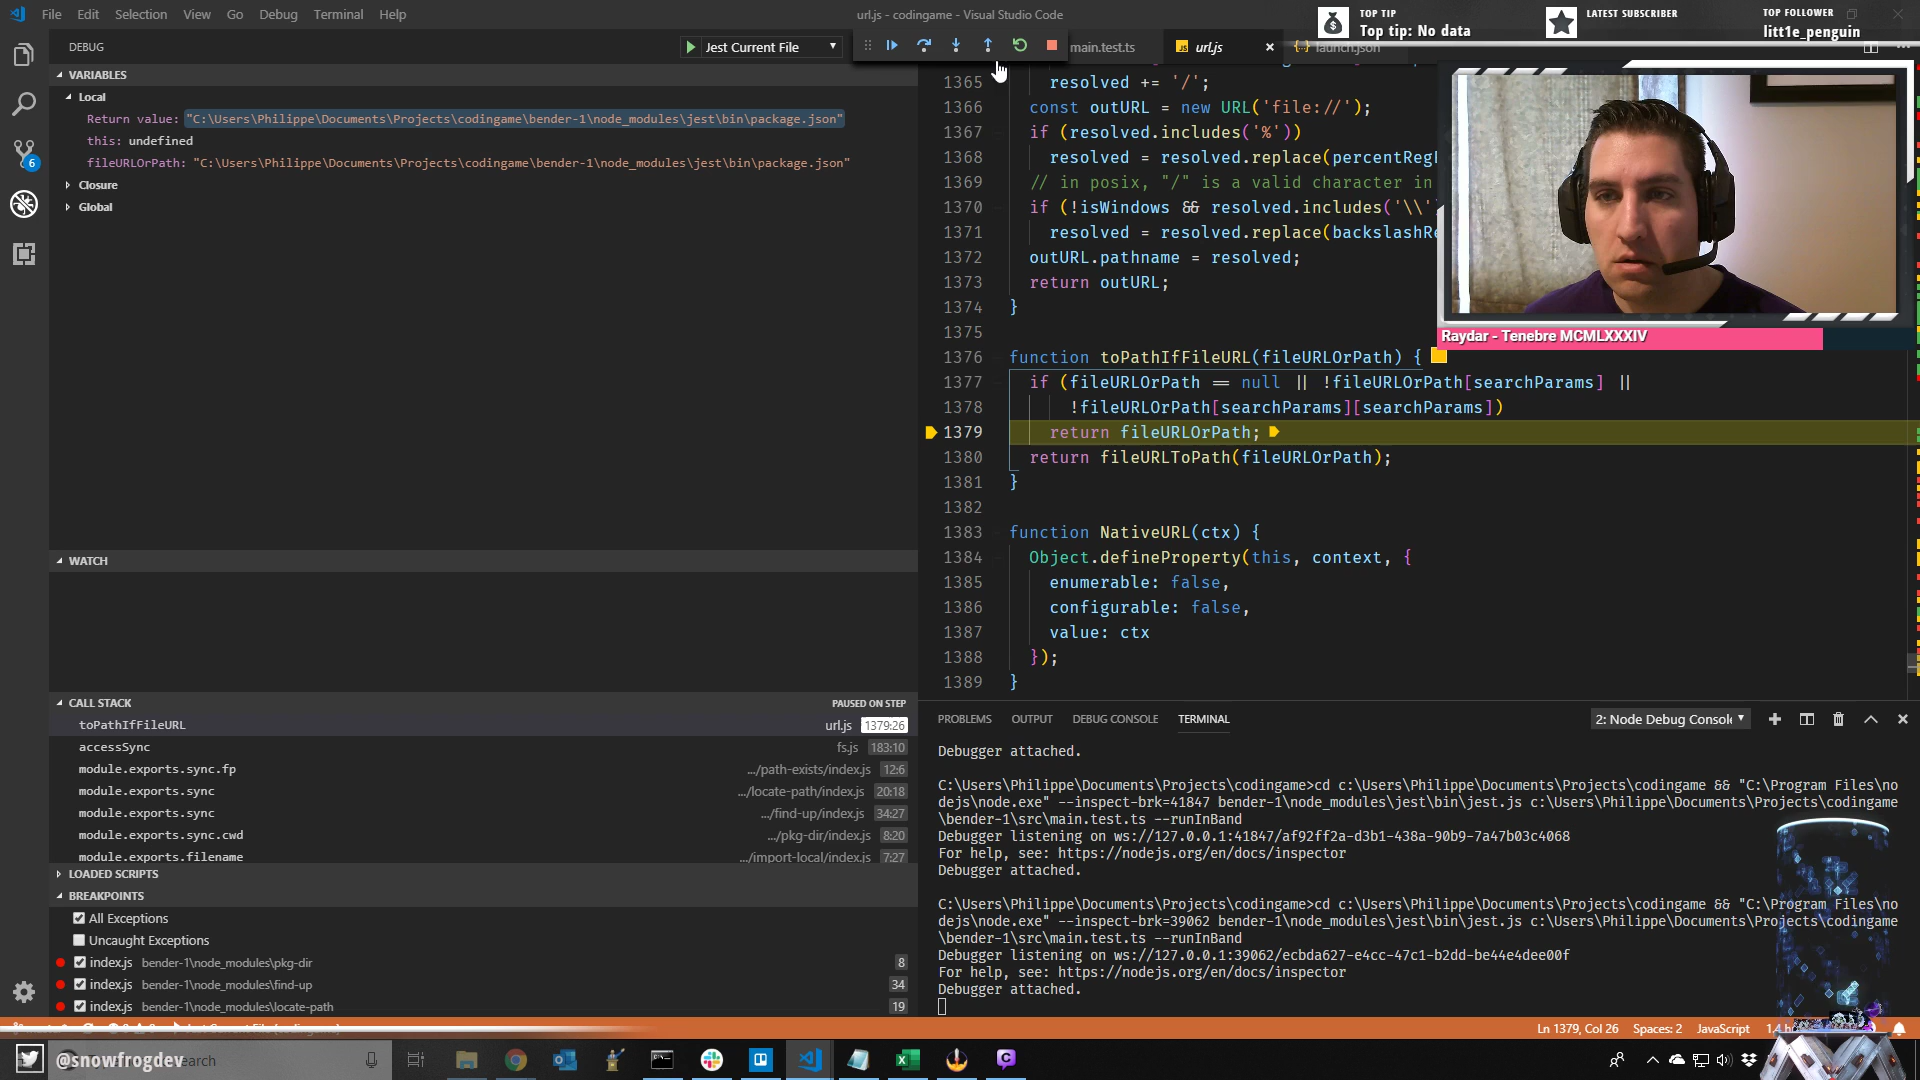 File Edit Selection View Go Debug Terminal Help
url.js - codingame - Visual Studio Code
TOP TIP
Top tip: No data
LATEST SUBSCRIBER
TOP FOLLOWER
litt1e_penguin
DEBUG
Jest Current File
main.test.ts
url.js
launch.json
VARIABLES
Local
Return value: "C:\Users\Philippe\Documents\Projects\codingame\bender-1\node_modules\jest\bin\package.json"
this: undefined
fileURLOrPath: "C:\Users\Philippe\Documents\Projects\codingame\bender-1\node_modules\jest\bin\package.json"
Closure
Global
1365 resolved += '/';
1366 const outURL = new URL('file://');
1367 if (resolved.includes('%'))
1368 resolved = resolved.replace(percentRegE
1369 // in posix, "/" is a valid character in
1370 if (!isWindows && resolved.includes('\\')
1371 resolved = resolved.replace(backslashRe
1372 outURL.pathname = resolved;
1373 return outURL;
1374 }
1375
1376 function toPathIfFileURL(fileURLOrPath) {
1377 if (fileURLOrPath == null || !fileURLOrPath[searchParams] ||
1378 !fileURLOrPath[searchParams][searchParams])
1379 return fileURLOrPath;
1380 return fileURLToPath(fileURLOrPath);
1381 }
1382
1383 function NativeURL(ctx) {
1384 Object.defineProperty(this, context, {
1385 enumerable: false,
1386 configurable: false,
1387 value: ctx
1388 });
1389 }
Raydar - Tenebre MCMLXXXIV
6
WATCH
CALL STACK PAUSED ON STEP
toPathIfFileURL url.js 1379:26
accessSync fs.js 183:10
module.exports.sync.fp .../path-exists/index.js 12:6
module.exports.sync .../locate-path/index.js 20:18
module.exports.sync .../find-up/index.js 34:27
module.exports.sync.cwd .../pkg-dir/index.js 8:20
module.exports.filename .../import-local/index.js 7:27
LOADED SCRIPTS
BREAKPOINTS
All Exceptions
Uncaught Exceptions
index.js bender-1\node_modules\pkg-dir 8
index.js bender-1\node_modules\find-up 34
index.js bender-1\node_modules\locate-path 19
PROBLEMS OUTPUT DEBUG CONSOLE TERMINAL
2: Node Debug Console
Debugger attached.
C:\Users\Philippe\Documents\Projects\codingame>cd c:\Users\Philippe\Documents\Projects\codingame && "C:\Program Files\no
dejs\node.exe" --inspect-brk=41847 bender-1\node_modules\jest\bin\jest.js c:\Users\Philippe\Documents\Projects\codingame
\bender-1\src\main.test.ts --runInBand
Debugger listening on ws://127.0.0.1:41847/af92ff2a-d3b1-438a-90b9-7a47b03c4068
For help, see: https://nodejs.org/en/docs/inspector
Debugger attached.
C:\Users\Philippe\Documents\Projects\codingame>cd c:\Users\Philippe\Documents\Projects\codingame && "C:\Program Files\no
dejs\node.exe" --inspect-brk=39062 bender-1\node_modules\jest\bin\jest.js c:\Users\Philippe\Documents\Projects\codingame
\bender-1\src\main.test.ts --runInBand
Debugger listening on ws://127.0.0.1:39062/ecbda627-e4cc-47c1-b2dd-be44e4dee00f
For help, see: https://nodejs.org/en/docs/inspector
Debugger attached.
Ln 1379, Col 26 Spaces: 2 JavaScript
@snowfrogdev